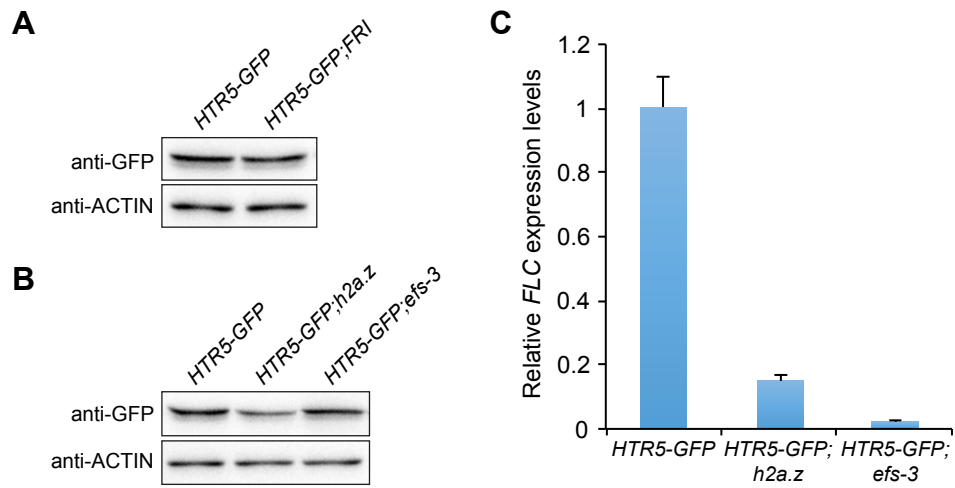 A
HTR5-GFP
HTR5-GFP;FRI
anti-GFP
anti-ACTIN
B
HTR5-GFP
HTR5-GFP;h2a.z
HTR5-GFP;efs-3
anti-GFP
anti-ACTIN
C
Relative FLC expression levels
1.2
1
0.8
0.6
0.4
0.2
0
HTR5-GFP
HTR5-GFP;
h2a.z
HTR5-GFP;
efs-3